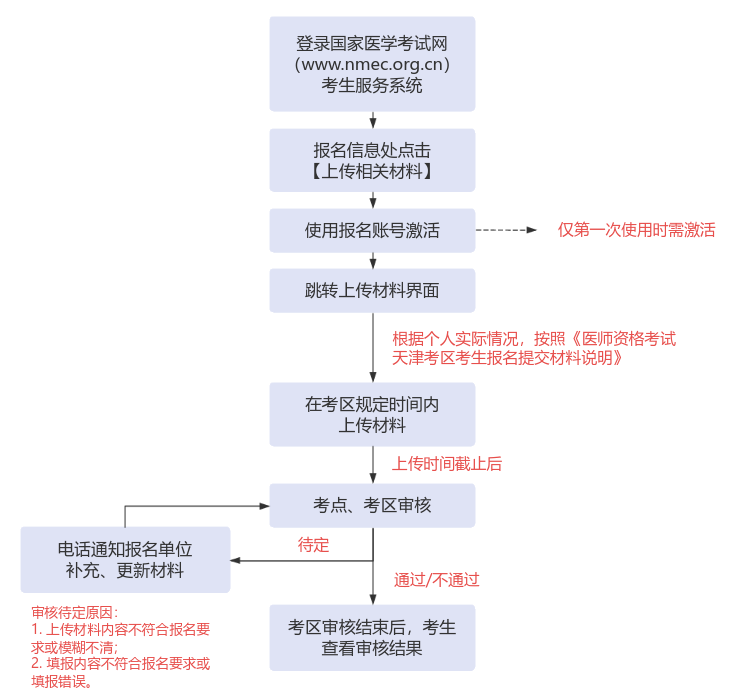 登录国家医学考试网
（www.nmec.org.cn）
考生服务系统
报名信息处点击
【上传相关材料】
使用报名账号激活
仅第一次使用时需激活
跳转上传材料界面
根据个人实际情况，按照《医师资格考试
天津考区考生报名提交材料说明》
在考区规定时间内
上传材料
上传时间截止后
考点、考区审核
待定
电话通知报名单位
补充、更新材料
通过/不通过
审核待定原因：
1. 上传材料内容不符合报名要
求或模糊不清；
2. 填报内容不符合报名要求或
填报错误。
考区审核结束后，考生
查看审核结果